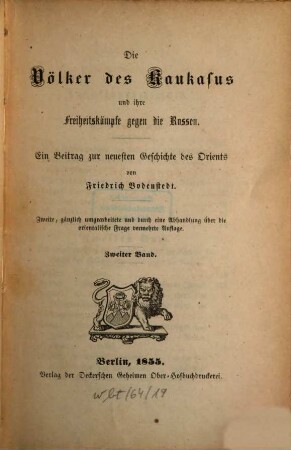 Die
Völker des Kaukasus
und ihre
Freiheitskämpfe gegen die Russen.
Ein Beitrag zur neuesten Geschichte des Orients
von
Friedrich Bodenstedt.
Zweite, gänzlich umgearbeitete und durch eine Abhandlung über die
orientalische Frage vermehrte Auflage.
Zweiter Band.
Berlin, 1855.
Verlag der Deckerschen Geheimen Ober-Hofbuchdruckerei.